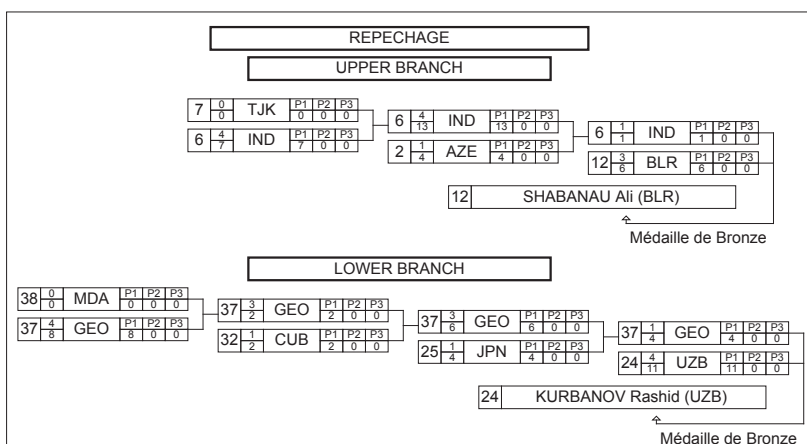 REPECHAGE
UPPER BRANCH
7 0 0 TJK P1 P2 P3 0 0 0
6 4 7 IND P1 P2 P3 7 0 0
6 4 13 IND P1 P2 P3 13 0 0
2 1 4 AZE P1 P2 P3 4 0 0
6 1 1 IND P1 P2 P3 1 0 0
12 3 6 BLR P1 P2 P3 6 0 0
12 SHABANAU Ali (BLR)
Médaille de Bronze
LOWER BRANCH
38 0 0 MDA P1 P2 P3 0 0 0
37 4 8 GEO P1 P2 P3 8 0 0
37 3 2 GEO P1 P2 P3 2 0 0
32 1 2 CUB P1 P2 P3 2 0 0
37 3 6 GEO P1 P2 P3 6 0 0
25 1 4 JPN P1 P2 P3 4 0 0
37 1 4 GEO P1 P2 P3 4 0 0
24 4 11 UZB P1 P2 P3 11 0 0
24 KURBANOV Rashid (UZB)
Médaille de Bronze